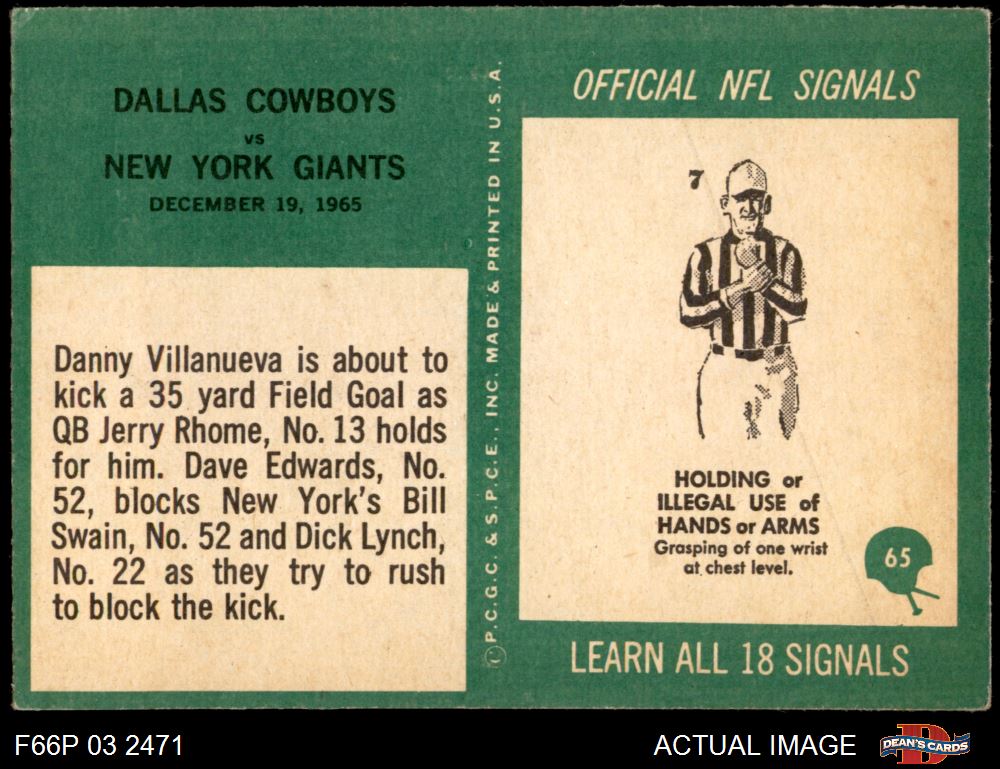 DALLAS COWBOYS
vs
NEW YORK GIANTS
DECEMBER 19, 1965
Danny Villanueva is about to
kick a 35 yard Field Goal as
QB Jerry Rhome, No. 13 holds
for him. Dave Edwards, No.
52, blocks New York's Bill
Swain, No. 52 and Dick Lynch,
No. 22 as they try to rush
to block the kick.
© P.C.G.C. & S.P.C.E., INC. MADE & PRINTED IN U.S.A.
OFFICIAL NFL SIGNALS
7
HOLDING or
ILLEGAL USE of
HANDS or ARMS
Grasping of one wrist
at chest level.
65
LEARN ALL 18 SIGNALS
F66P 03 2471
ACTUAL IMAGE
DEAN'S CARDS